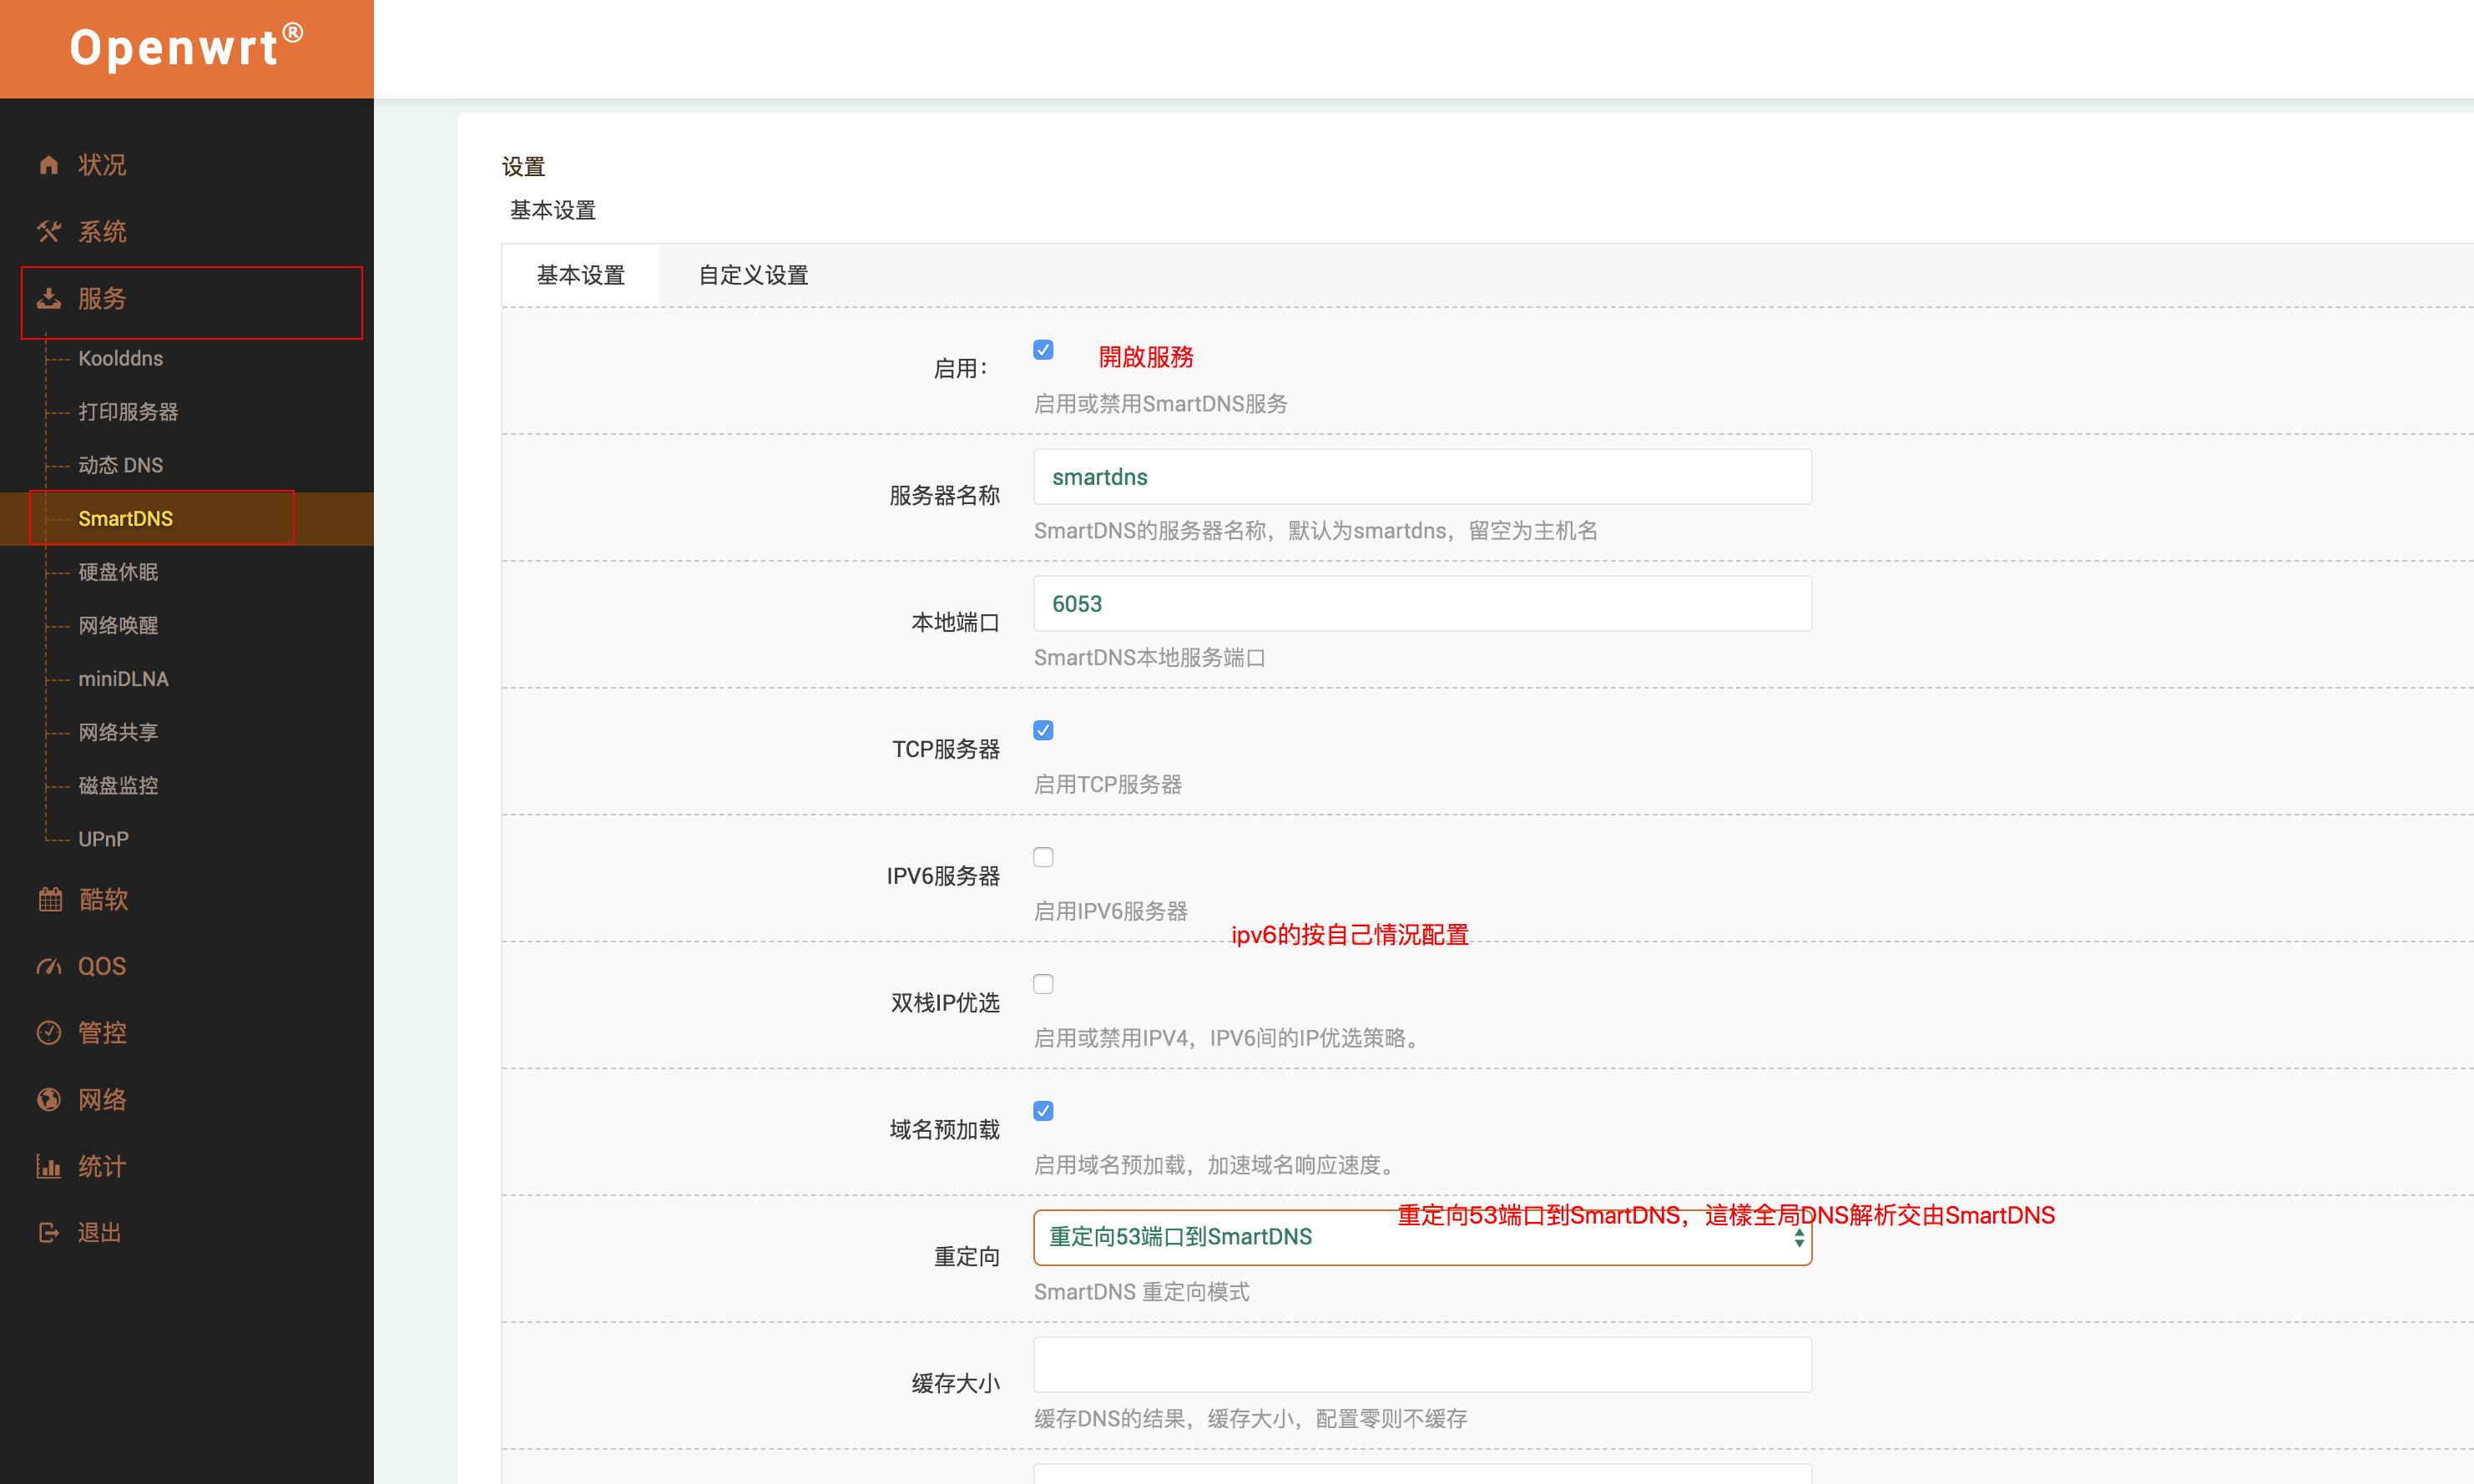 Openwrt®
状况
系统
服务
Koolddns
打印服务器
动态 DNS
SmartDNS
硬盘休眠
网络唤醒
miniDLNA
网络共享
磁盘监控
UPnP
酷软
QOS
管控
网络
统计
退出
设置
基本设置
基本设置
自定义设置
启用：
開啟服務
启用或禁用SmartDNS服务
服务器名称
smartdns
SmartDNS的服务器名称，默认为smartdns，留空为主机名
本地端口
6053
SmartDNS本地服务端口
TCP服务器
启用TCP服务器
IPV6服务器
启用IPV6服务器
ipv6的按自己情況配置
双栈IP优选
启用或禁用IPV4，IPV6间的IP优选策略。
域名预加载
启用域名预加载，加速域名响应速度。
重定向53端口到SmartDNS，這樣全局DNS解析交由SmartDNS
重定向
重定向53端口到SmartDNS
SmartDNS 重定向模式
缓存大小
缓存DNS的结果，缓存大小，配置零则不缓存